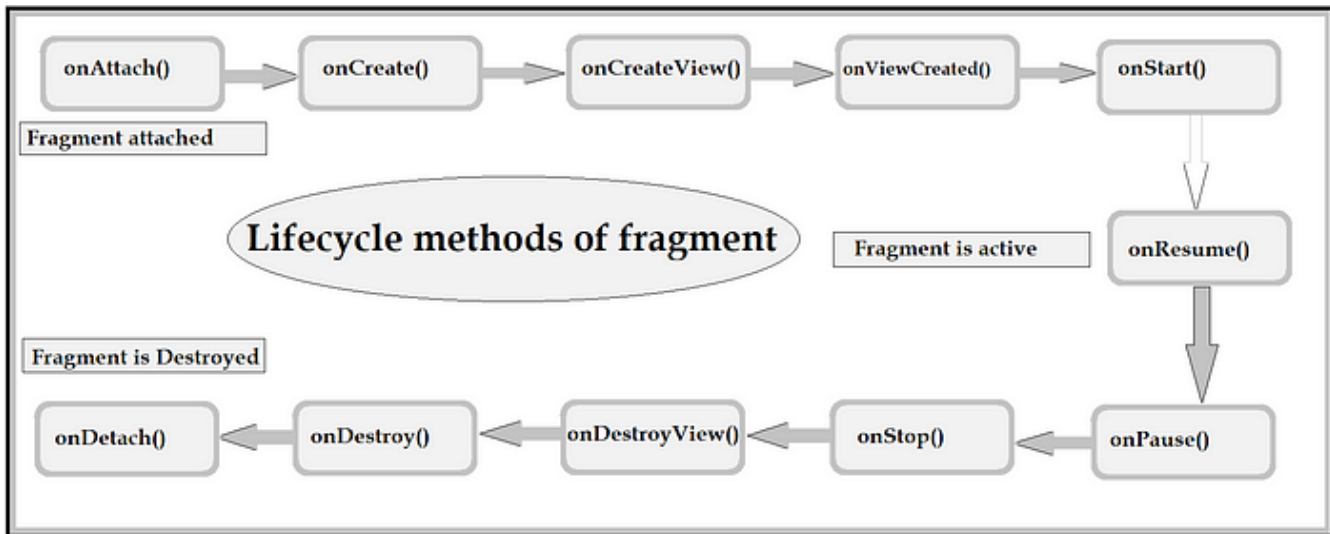 onAttach()
onCreate()
onCreateView()
onViewCreated()
onStart()
Fragment attached
Lifecycle methods of fragment
Fragment is active
onResume()
Fragment is Destroyed
onDetach()
onDestroy()
onDestroyView()
onStop()
onPause()